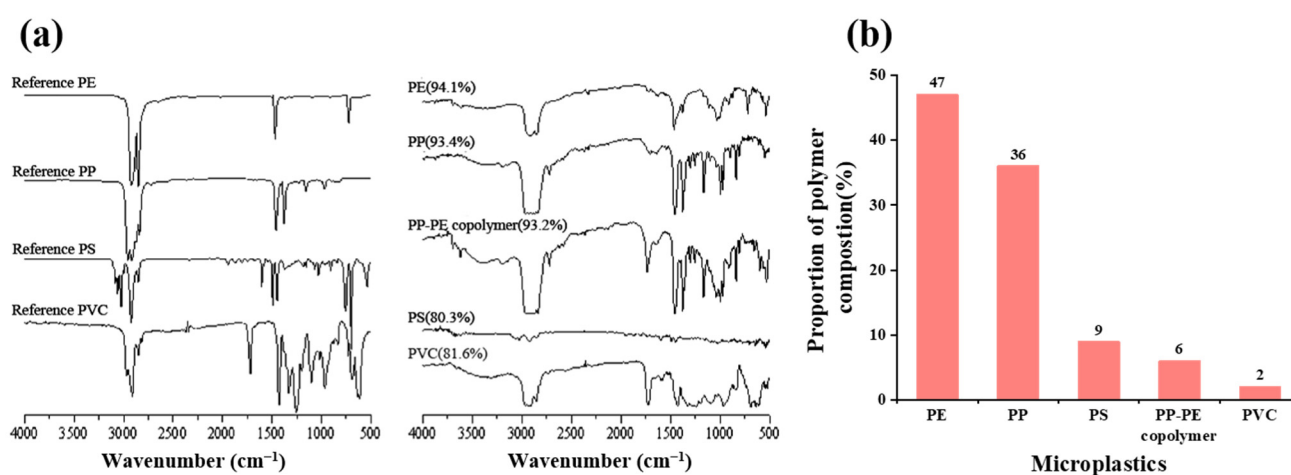 (a)
Reference PE
Reference PP
Reference PS
Reference PVC
4000 3500 3000 2500 2000 1500 1000 500
Wavenumber (cm⁻¹)
PE(94.1%)
PP(93.4%)
PP-PE copolymer(93.2%)
PS(80.3%)
PVC(81.6%)
4000 3500 3000 2500 2000 1500 1000 500
Wavenumber (cm⁻¹)
(b)
Proportion of polymer
compostion(%)
50
40
30
20
10
0
47
36
9
6
2
PE PP PS PP-PE PVC
copolymer
Microplastics